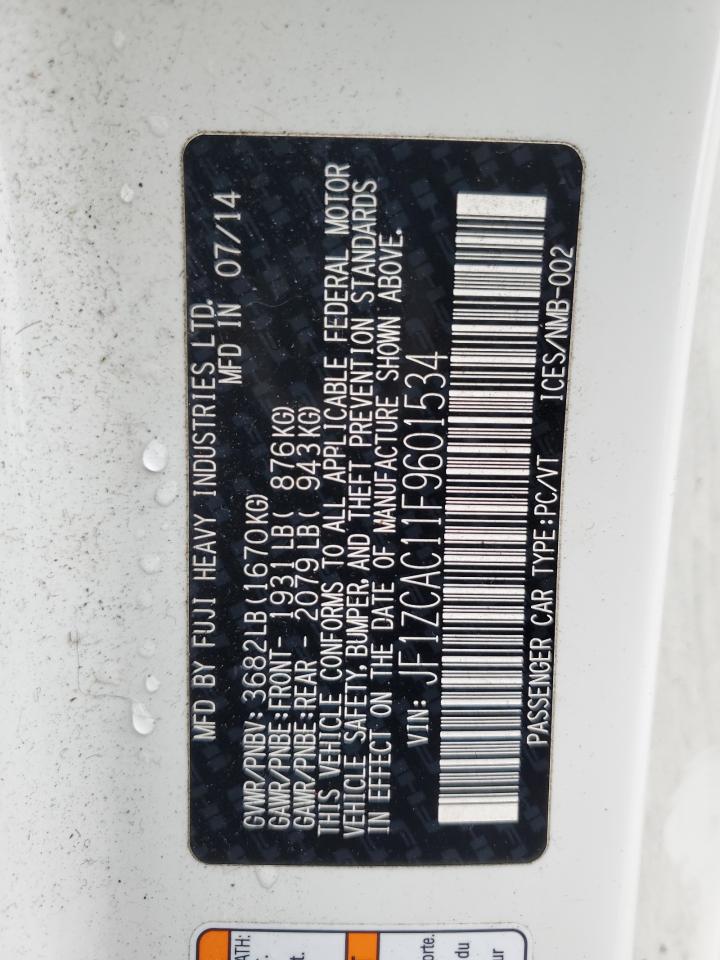 MFD BY FUJI HEAVY INDUSTRIES LTD.
MFD IN 07/14
GVWR/PNBV: 3682LB(1670KG)
GAWR/PNBE:FRONT- 1931LB( 876KG)
GAWR/PNBE:REAR - 2079LB( 943KG)
THIS VEHICLE CONFORMS TO ALL APPLICABLE FEDERAL MOTOR
VEHICLE SAFETY, BUMPER, AND THEFT PREVENTION STANDARDS
IN EFFECT ON THE DATE OF MANUFACTURE SHOWN ABOVE.
VIN: JF1ZCAC11F9601534
PASSENGER CAR TYPE:PC/VT ICES/NMB-002
orte.
du
ur